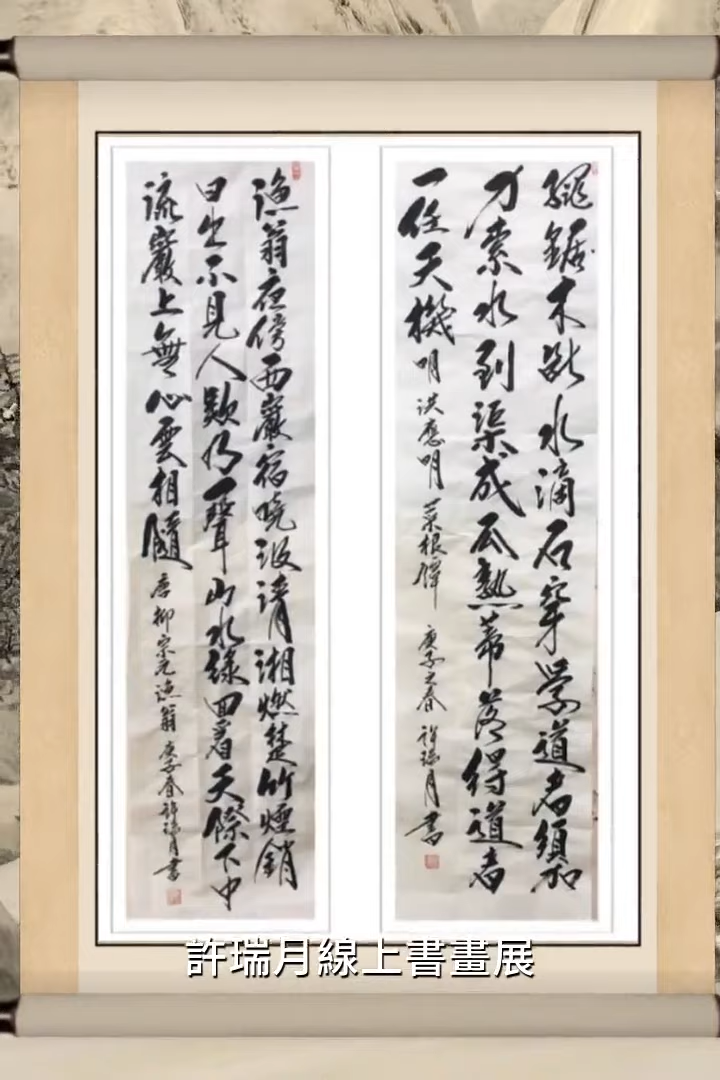 繩鋸木斷水滴石穿學道者須加
力索水到渠成瓜熟蒂落得道者
一任天機 明洪應明 菜根譚 庚子之春 許瑞月書
漁翁夜傍西巖宿曉汲清湘燃楚竹煙銷
日出不見人欸乃一聲山水綠回看天際下中
流巖上無心雲相隨 唐柳宗元漁翁 庚子春許瑞月書
許瑞月線上書畫展